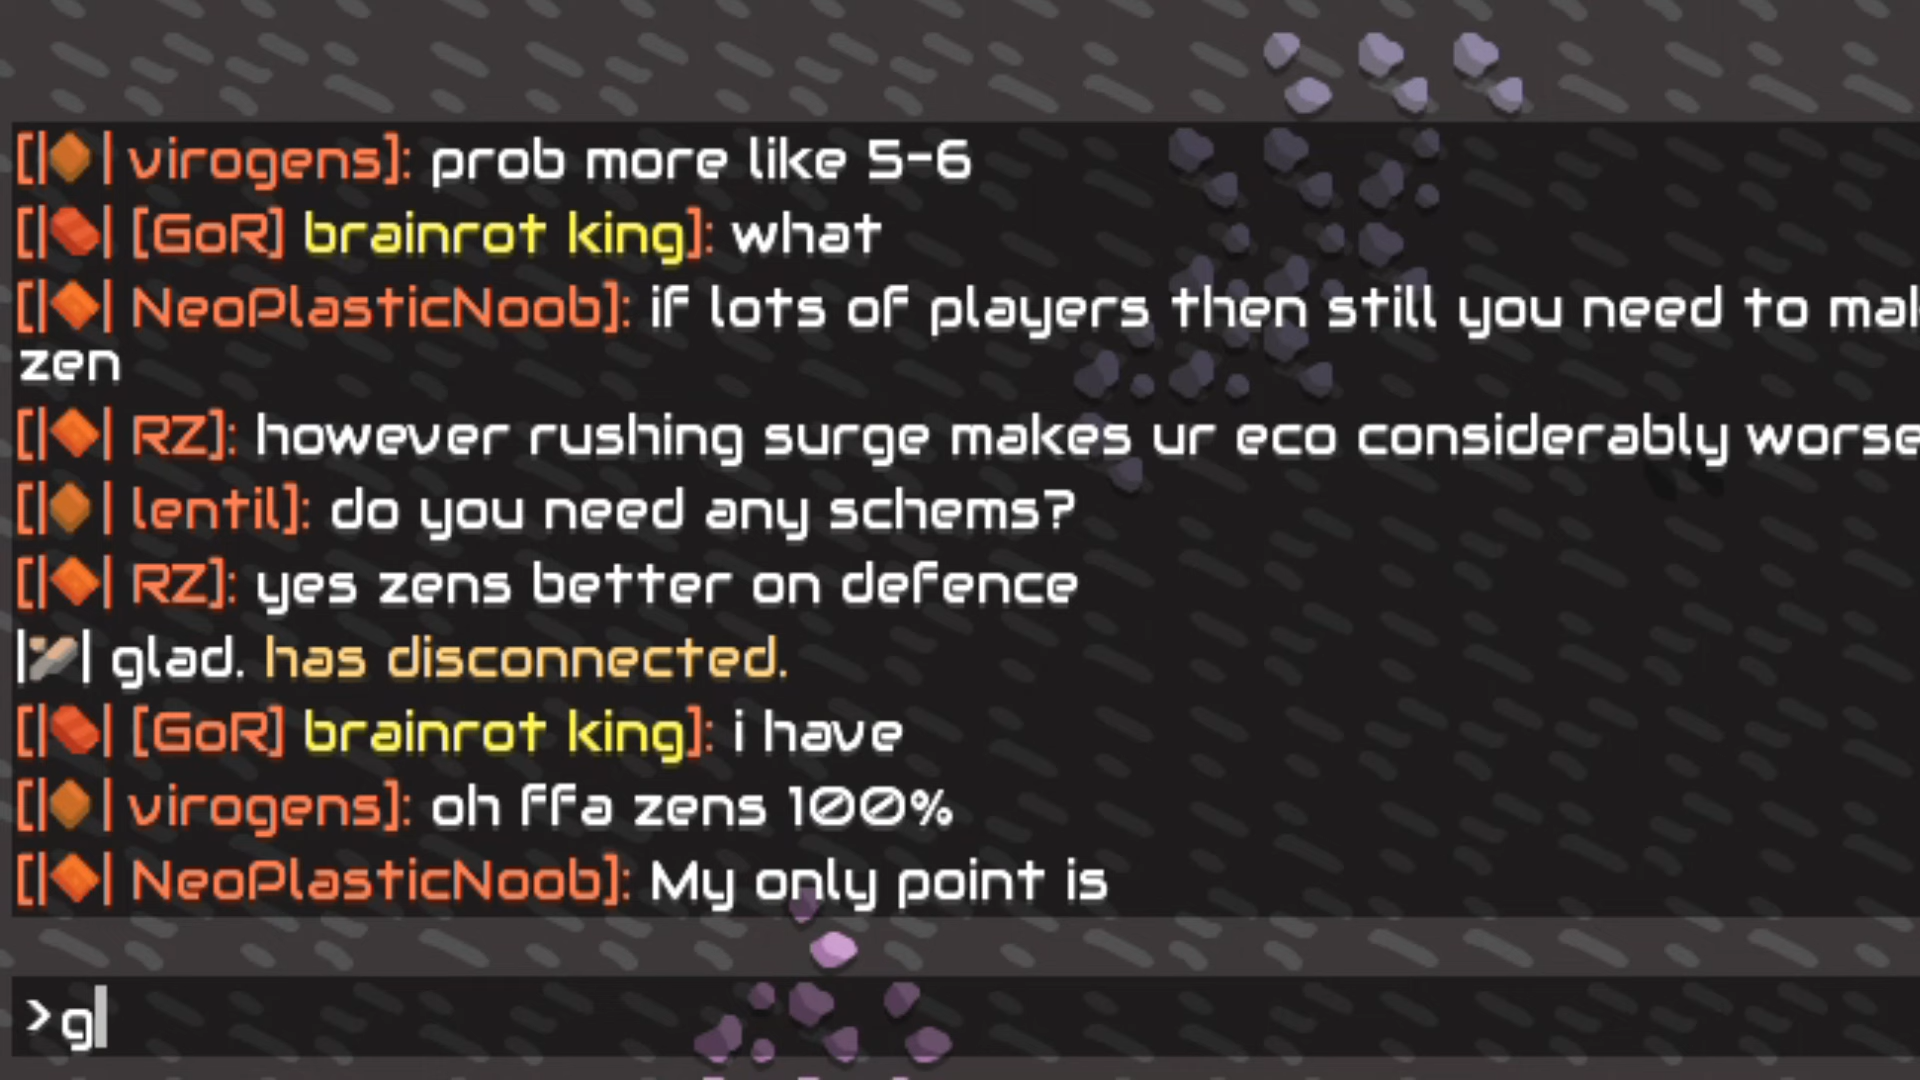 [| | virogens]: prob more like 5-6
[| | [GoR] brainrot king]: what
[| | NeoPlasticNoob]: if lots of players then still you need to
zen
[| | RZ]: however rushing surge makes ur eco considerably worse
[| | lentil]: do you need any schems?
[| | RZ]: yes zens better on defence
| | glad. has disconnected.
[| | [GoR] brainrot king]: i have
[| | virogens]: oh ffa zens 100%
[| | NeoPlasticNoob]: My only point is
>g